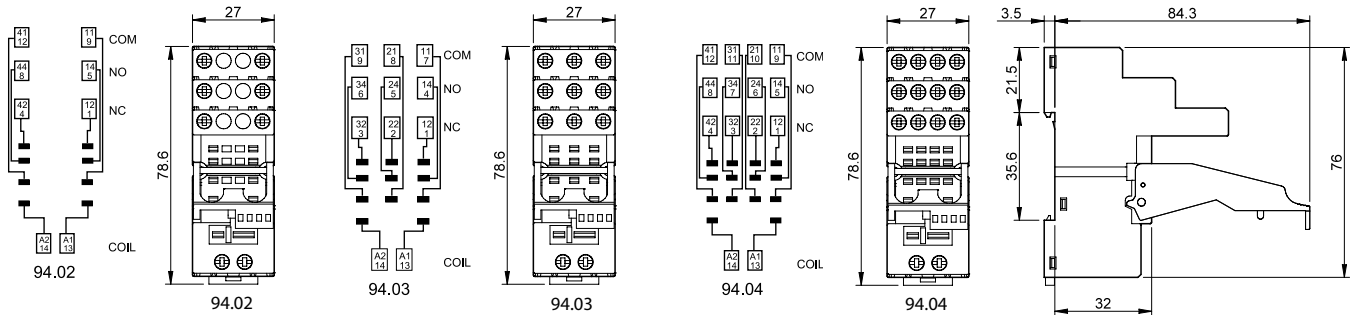 41 11
12 9 COM
44 14
8 5 NO
42 12
4 1 NC
A2 A1
14 13 COIL
94.02
27
78.6
94.02
31 21 11
9 8 7 COM
34 24 14
6 5 4 NO
32 22 12
3 2 1 NC
A2 A1
14 13 COIL
94.03
27
78.6
94.03
41 31 21 11
12 11 10 9 COM
44 34 24 14
8 7 6 5 NO
42 32 22 12
4 3 2 1 NC
A2 A1
14 13 COIL
94.04
27
78.6
94.04
3.5 84.3
21.5
35.6
76
32